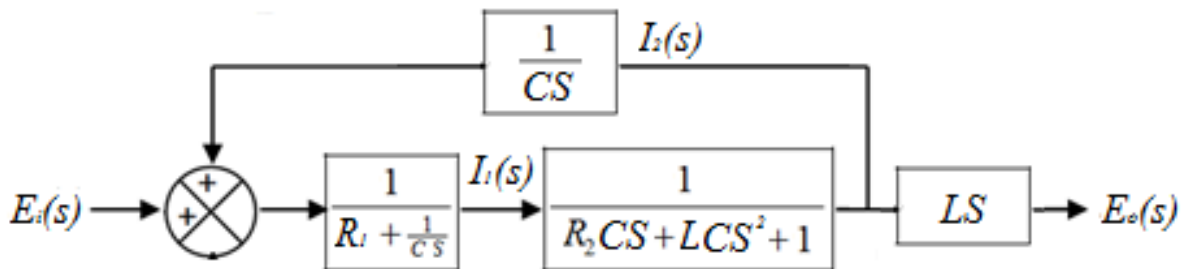 1
CS
I₂(s)
+
+
Eᵢ(s)
1
R₁ + 1/CS
I₁(s)
1
R₂CS + LCS² + 1
LS
Eₒ(s)